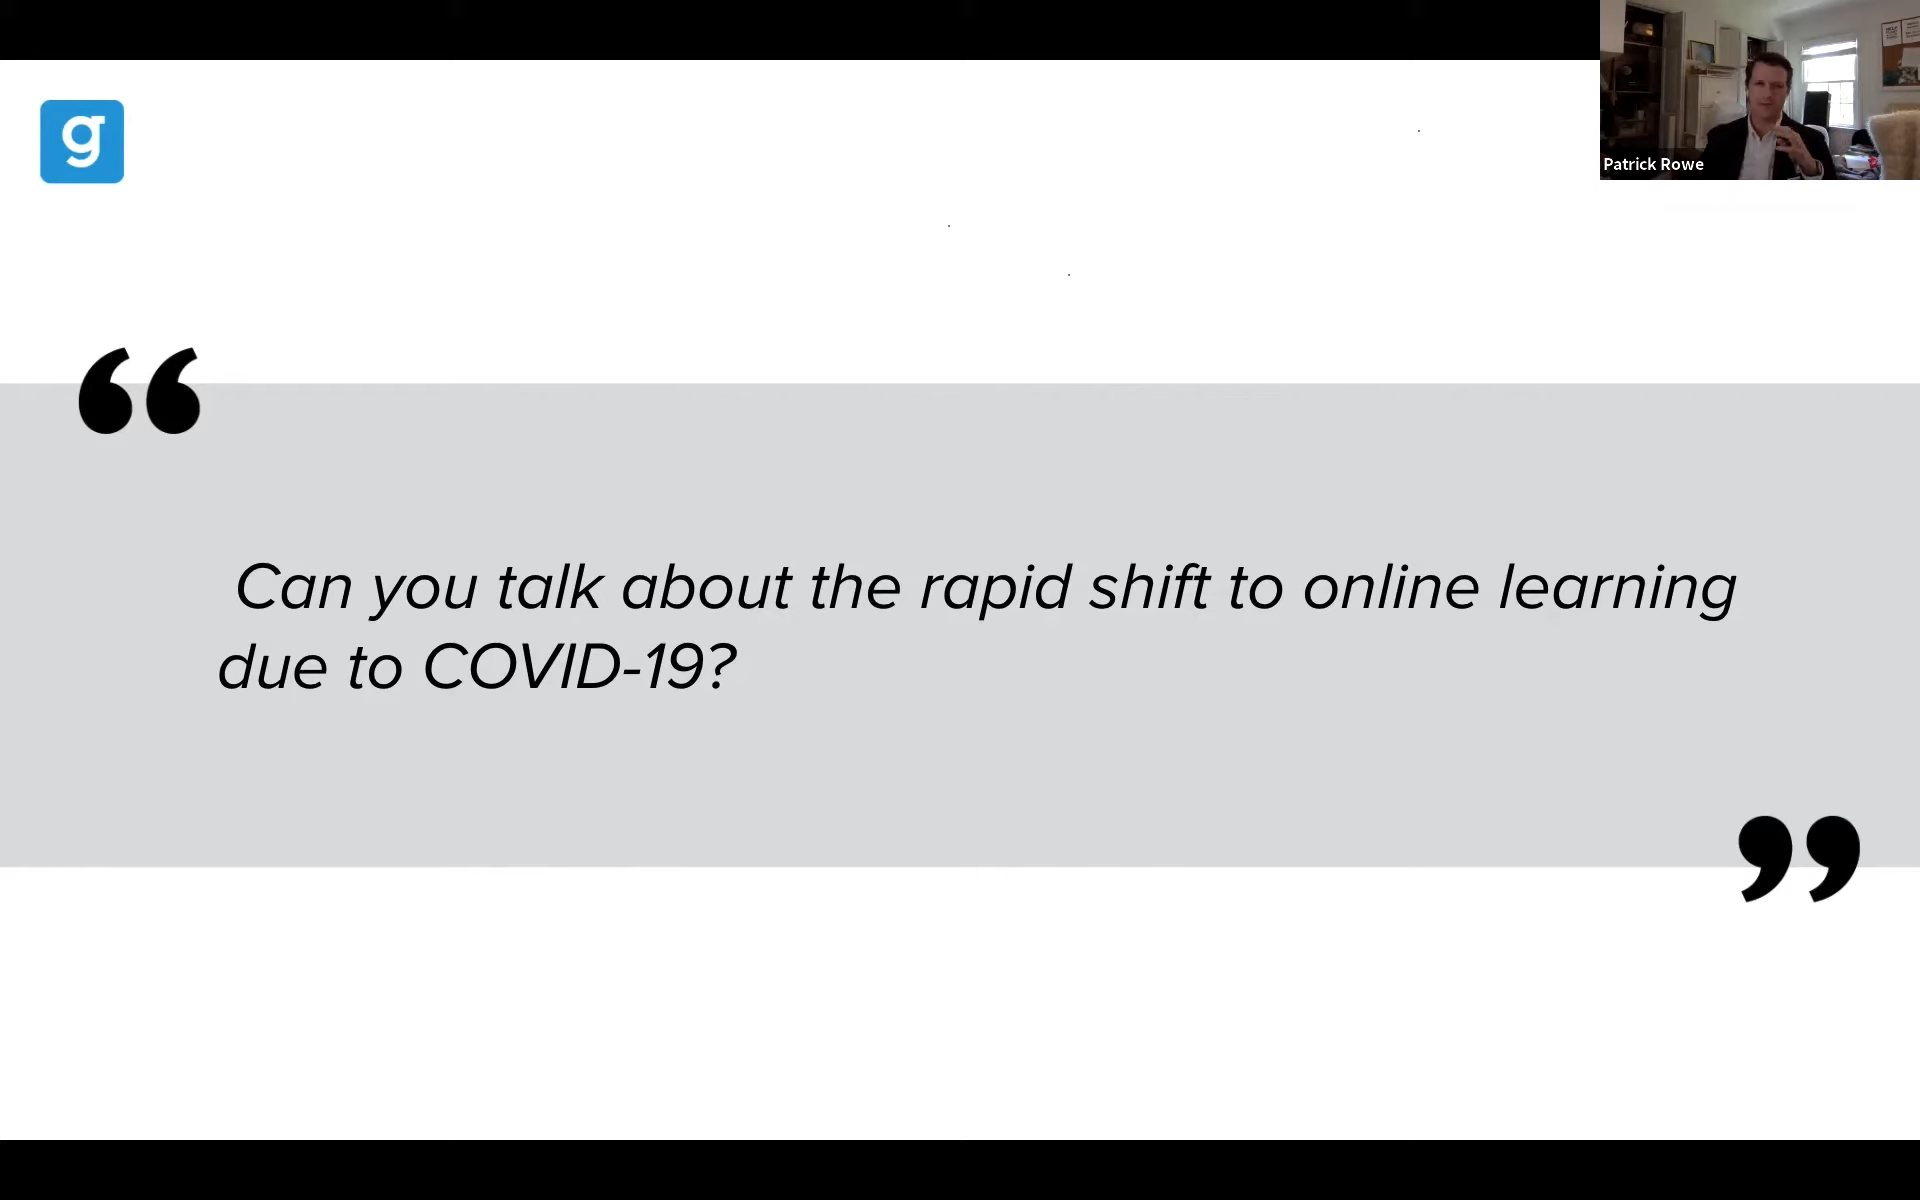 g
Patrick Rowe
“
Can you talk about the rapid shift to online learning
due to COVID-19?
”